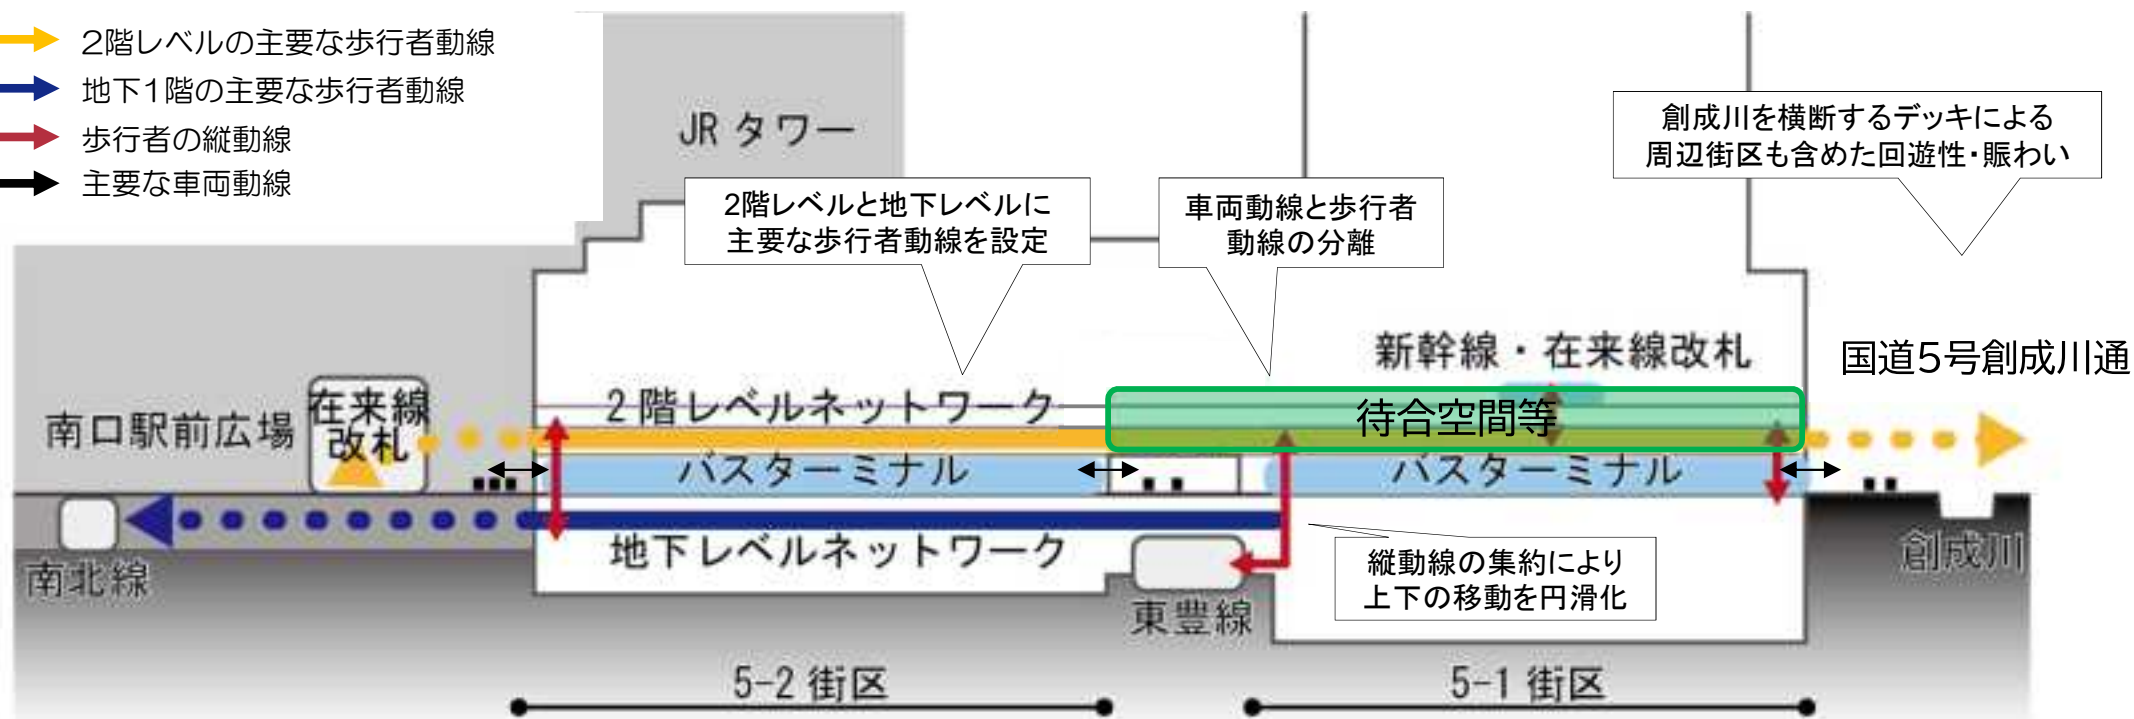 2階レベルの主要な歩行者動線
地下1階の主要な歩行者動線
歩行者の縦動線
主要な車両動線
JRタワー
創成川を横断するデッキによる
周辺街区も含めた回遊性・賑わい
2階レベルと地下レベルに
主要な歩行者動線を設定
車両動線と歩行者
動線の分離
新幹線・在来線改札
国道5号創成川通
南口駅前広場
在来線
改札
2階レベルネットワーク
待合空間等
バスターミナル
バスターミナル
地下レベルネットワーク
南北線
東豊線
縦動線の集約により
上下の移動を円滑化
創成川
5-2 街区
5-1 街区